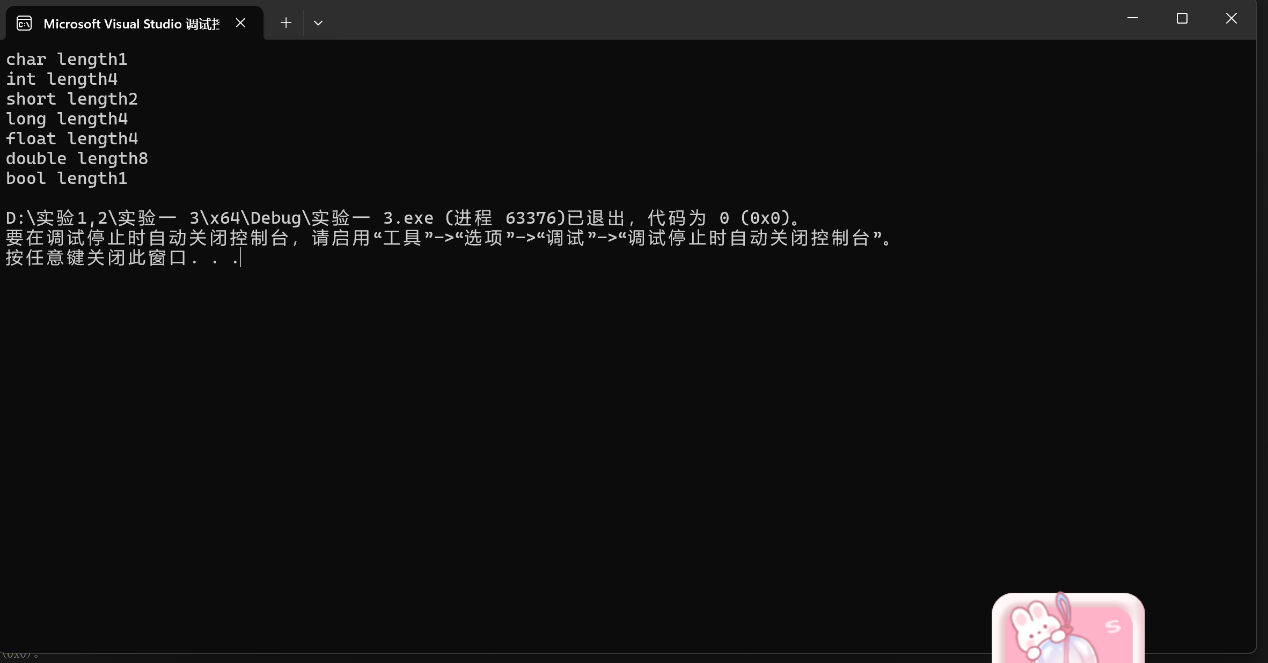 Microsoft Visual Studio 调试控
char length1
int length4
short length2
long length4
float length4
double length8
bool length1
D:\实验1,2\实验一 3\x64\Debug\实验一 3.exe (进程 63376)已退出，代码为 0 (0x0)。
要在调试停止时自动关闭控制台，请启用“工具”->“选项”->“调试”->“调试停止时自动关闭控制台”。
按任意键关闭此窗口. . .
S